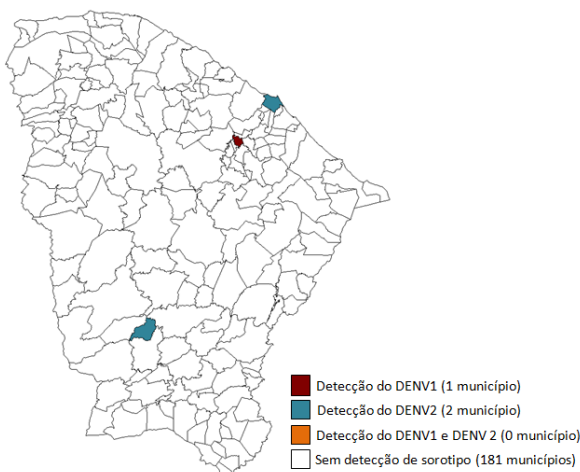 Detecção do DENV1 (1 município)
Detecção do DENV2 (2 município)
Detecção do DENV1 e DENV 2 (0 município)
Sem detecção de sorotipo (181 municípios)